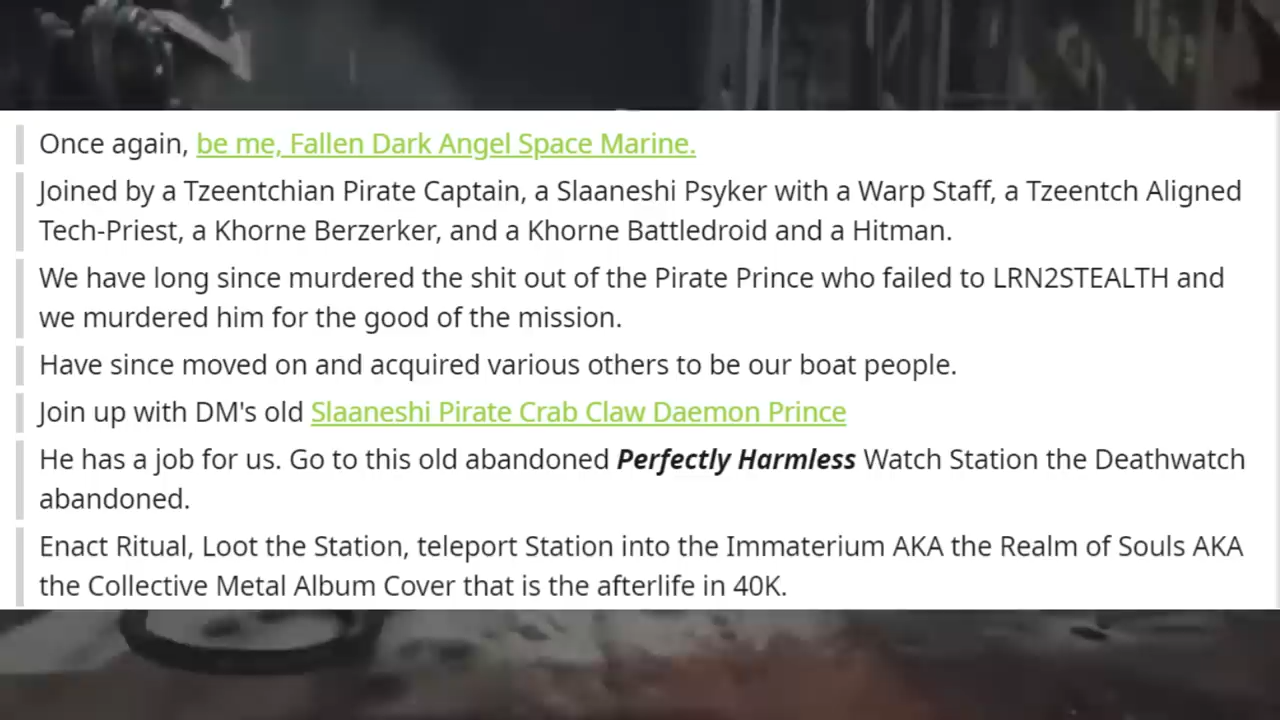 Once again, be me, Fallen Dark Angel Space Marine.
Joined by a Tzeentchian Pirate Captain, a Slaaneshi Psyker with a Warp Staff, a Tzeentch Aligned
Tech-Priest, a Khorne Berzerker, and a Khorne Battledroid and a Hitman.
We have long since murdered the shit out of the Pirate Prince who failed to LRN2STEALTH and
we murdered him for the good of the mission.
Have since moved on and acquired various others to be our boat people.
Join up with DM's old Slaaneshi Pirate Crab Claw Daemon Prince
He has a job for us. Go to this old abandoned Perfectly Harmless Watch Station the Deathwatch
abandoned.
Enact Ritual, Loot the Station, teleport Station into the Immaterium AKA the Realm of Souls AKA
the Collective Metal Album Cover that is the afterlife in 40K.